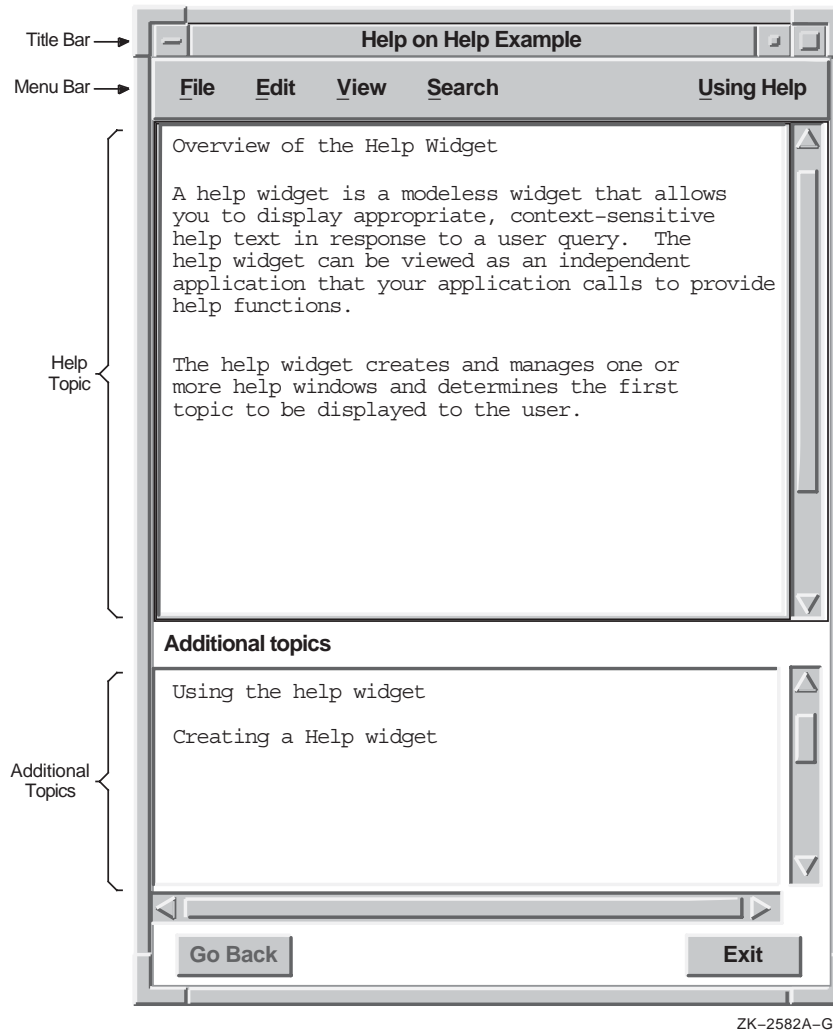 Title Bar
Help on Help Example
Menu Bar
File Edit View Search Using Help
Overview of the Help Widget
A help widget is a modeless widget that allows
you to display appropriate, context-sensitive
help text in response to a user query. The
help widget can be viewed as an independent
application that your application calls to provide
help functions.
The help widget creates and manages one or
more help windows and determines the first
topic to be displayed to the user.
Help
Topic
Additional topics
Using the help widget
Creating a Help widget
Additional
Topics
Go Back
Exit
ZK–2582A–G